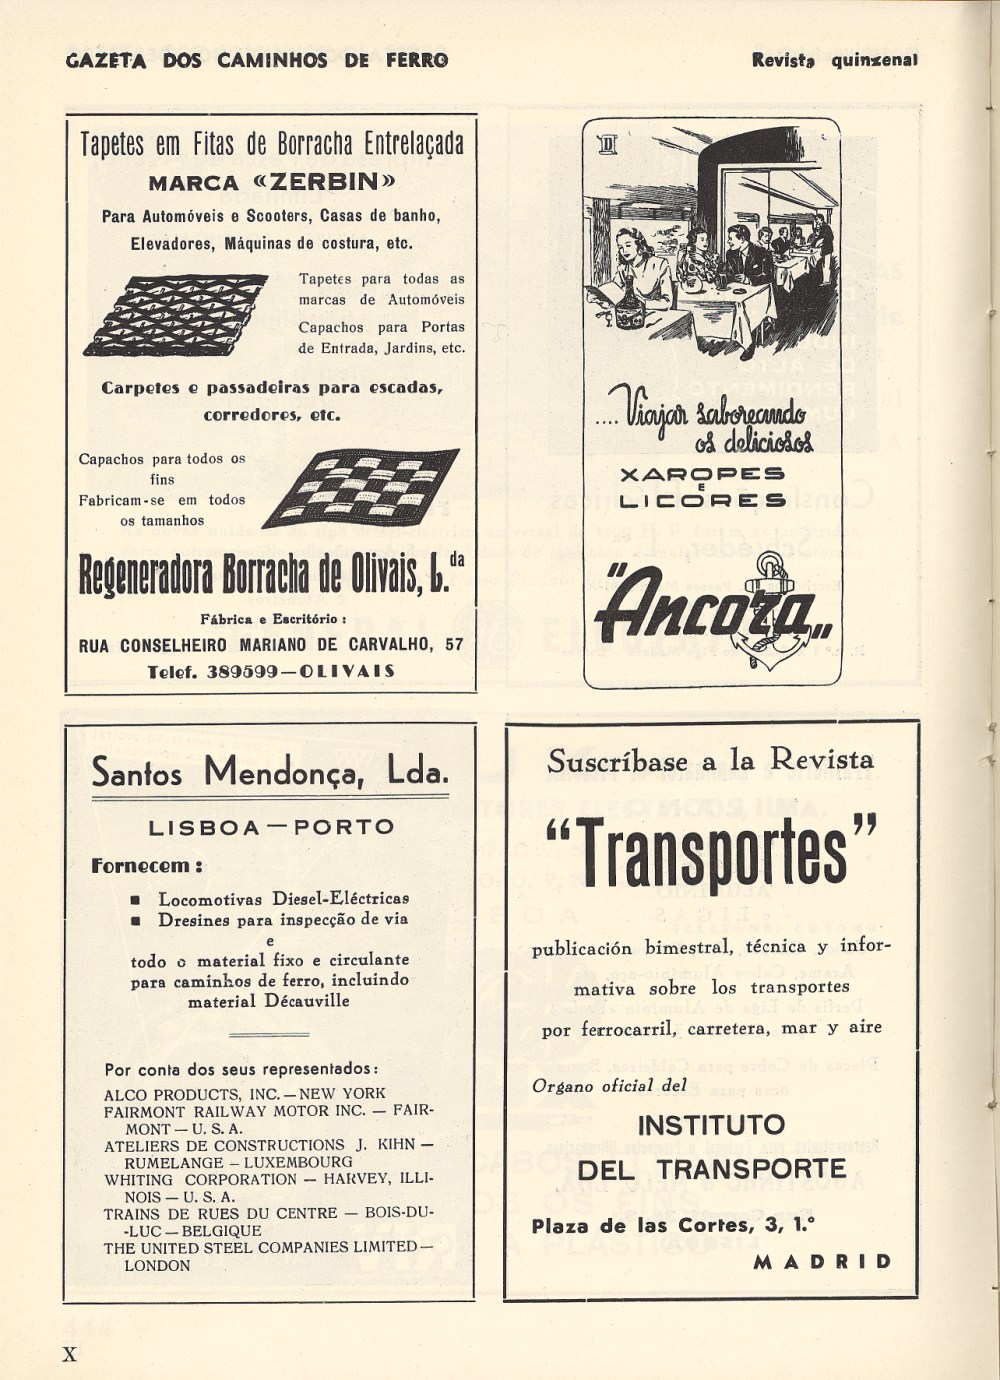 GAZETA DOS CAMINHOS DE FERRO
Revista quinzenal
Tapetes em Fitas de Borracha Entrelaçada
MARCA «ZERBIN»
Para Automóveis e Scooters, Casas de banho,
Elevadores, Máquinas de costura, etc.
Tapetes para todas as
marcas de Automóveis
Capachos para Portas
de Entrada, Jardins, etc.
Carpetes e passadeiras para escadas,
corredores, etc.
Capachos para todos os
fins
Fabricam-se em todos
os tamanhos
Regeneradora Borracha de Olivais, L.da
Fábrica e Escritório:
RUA CONSELHEIRO MARIANO DE CARVALHO, 57
Telef. 389599—OLIVAIS
.... Viajar saboreando
os deliciosos
XAROPES
E
LICORES
"Ancora„
Santos Mendonça, Lda.
LISBOA — PORTO
Fornecem:
■ Locomotivas Diesel-Eléctricas
■ Dresines para inspecção de via
e
todo o material fixo e circulante
para caminhos de ferro, incluindo
material Décauville
Por conta dos seus representados:
ALCO PRODUCTS, INC. — NEW YORK
FAIRMONT RAILWAY MOTOR INC. — FAIR-
MONT — U. S. A.
ATELIERS DE CONSTRUCTIONS J. KIHN —
RUMELANGE – LUXEMBOURG
WHITING CORPORATION — HARVEY, ILLI-
NOIS — U. S. A.
TRAINS DE RUES DU CENTRE — BOIS-DU-
-LUC — BELGIQUE
THE UNITED STEEL COMPANIES LIMITED —
LONDON
Suscríbase a la Revista
“Transportes”
publicación bimestral, técnica y infor-
mativa sobre los transportes
por ferrocarril, carretera, mar y aire
Organo oficial del
INSTITUTO
DEL TRANSPORTE
Plaza de las Cortes, 3, 1.º
MADRID
X